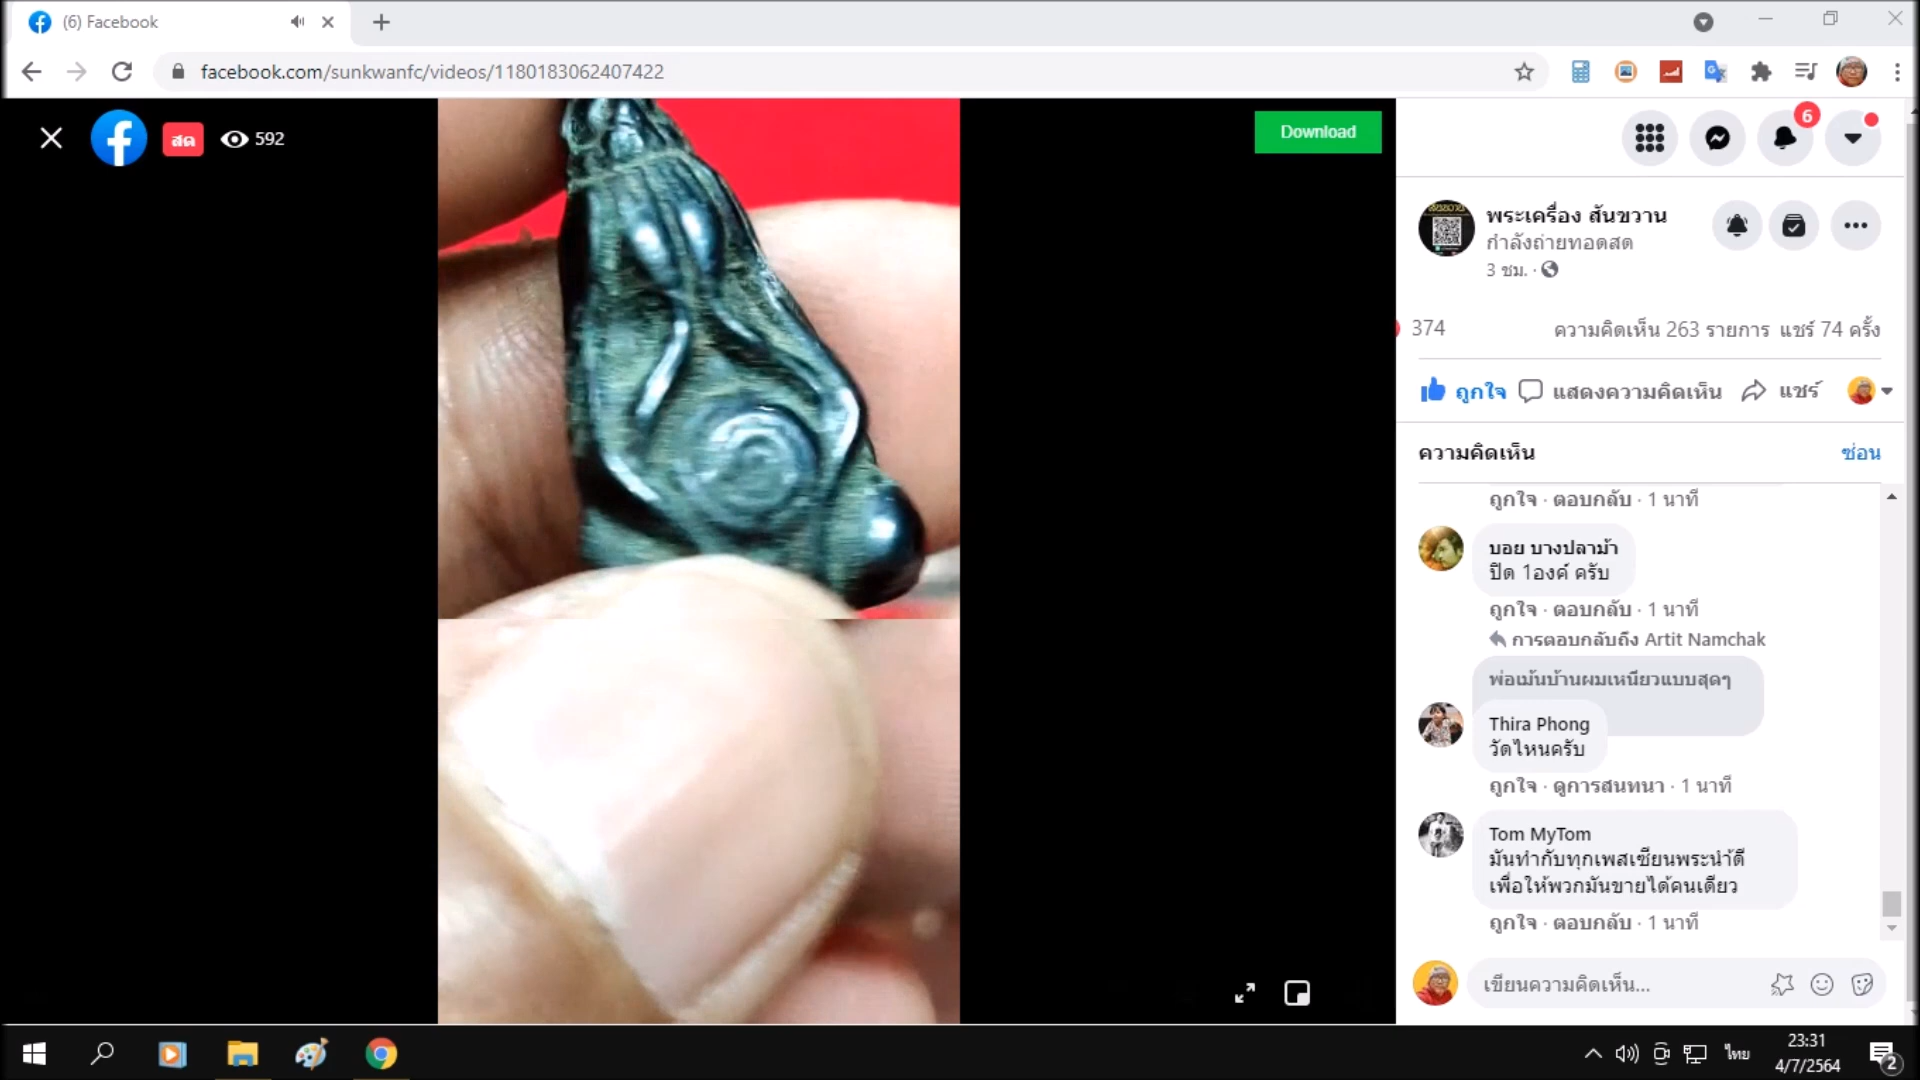 (6) Facebook
facebook.com/sunkwanfc/videos/1180183062407422
สด
592
Download
6
พระเครื่อง สันขวาน
กำลังถ่ายทอดสด
3 ชม. ·
374
ความคิดเห็น 263 รายการ แชร์ 74 ครั้ง
ถูกใจ
แสดงความคิดเห็น
แชร์
ความคิดเห็น
ซ่อน
ถูกใจ · ตอบกลับ · 1 นาที
บอย บางปลาม้า
ปิด 1องค์ ครับ
ถูกใจ · ตอบกลับ · 1 นาที
การตอบกลับถึง Artit Namchak
พ่อเม้นบ้านผมเหนียวแบบสุดๆ
Thira Phong
วัดไหนครับ
ถูกใจ · ดูการสนทนา · 1 นาที
Tom MyTom
มันทำกับทุกเพสเซียนพระนำ้ดี
เพื่อให้พวกมันขายได้คนเดียว
ถูกใจ · ตอบกลับ · 1 นาที
เขียนความคิดเห็น...
ไทย
23:31
4/7/2564
2